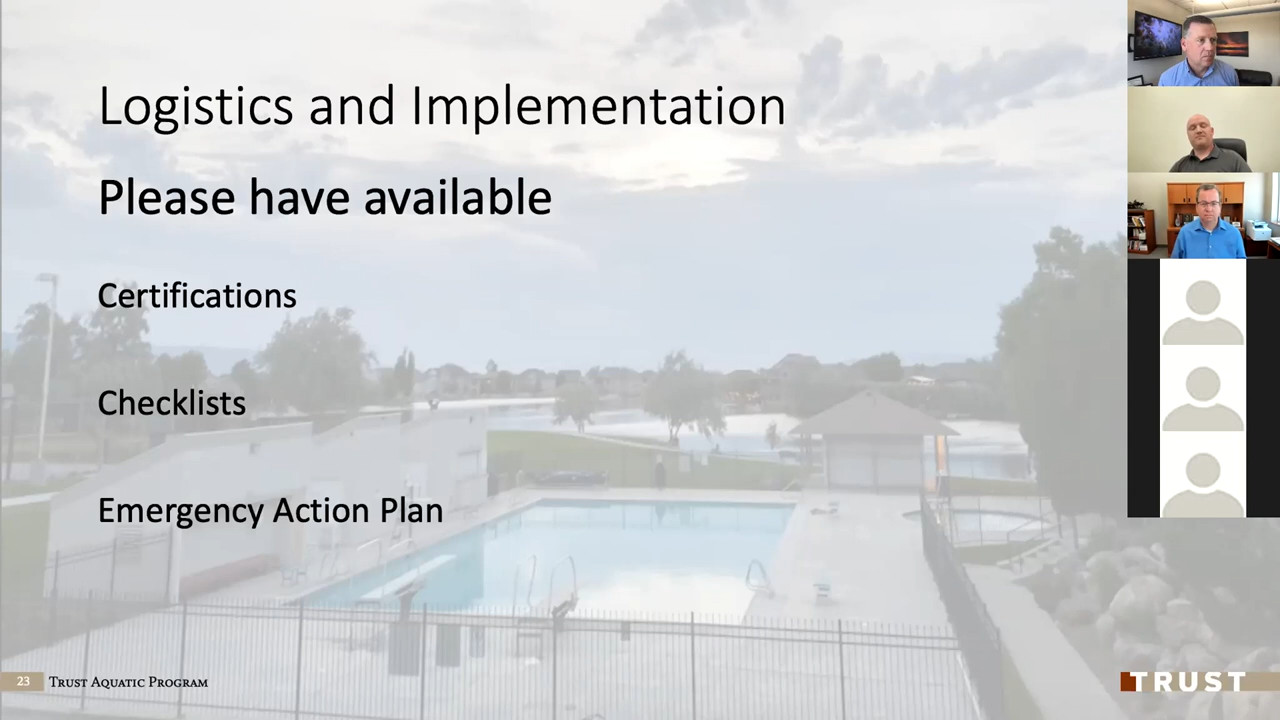 Logistics and Implementation
Please have available
Certifications
Checklists
Emergency Action Plan
23 Trust Aquatic Program
TRUST